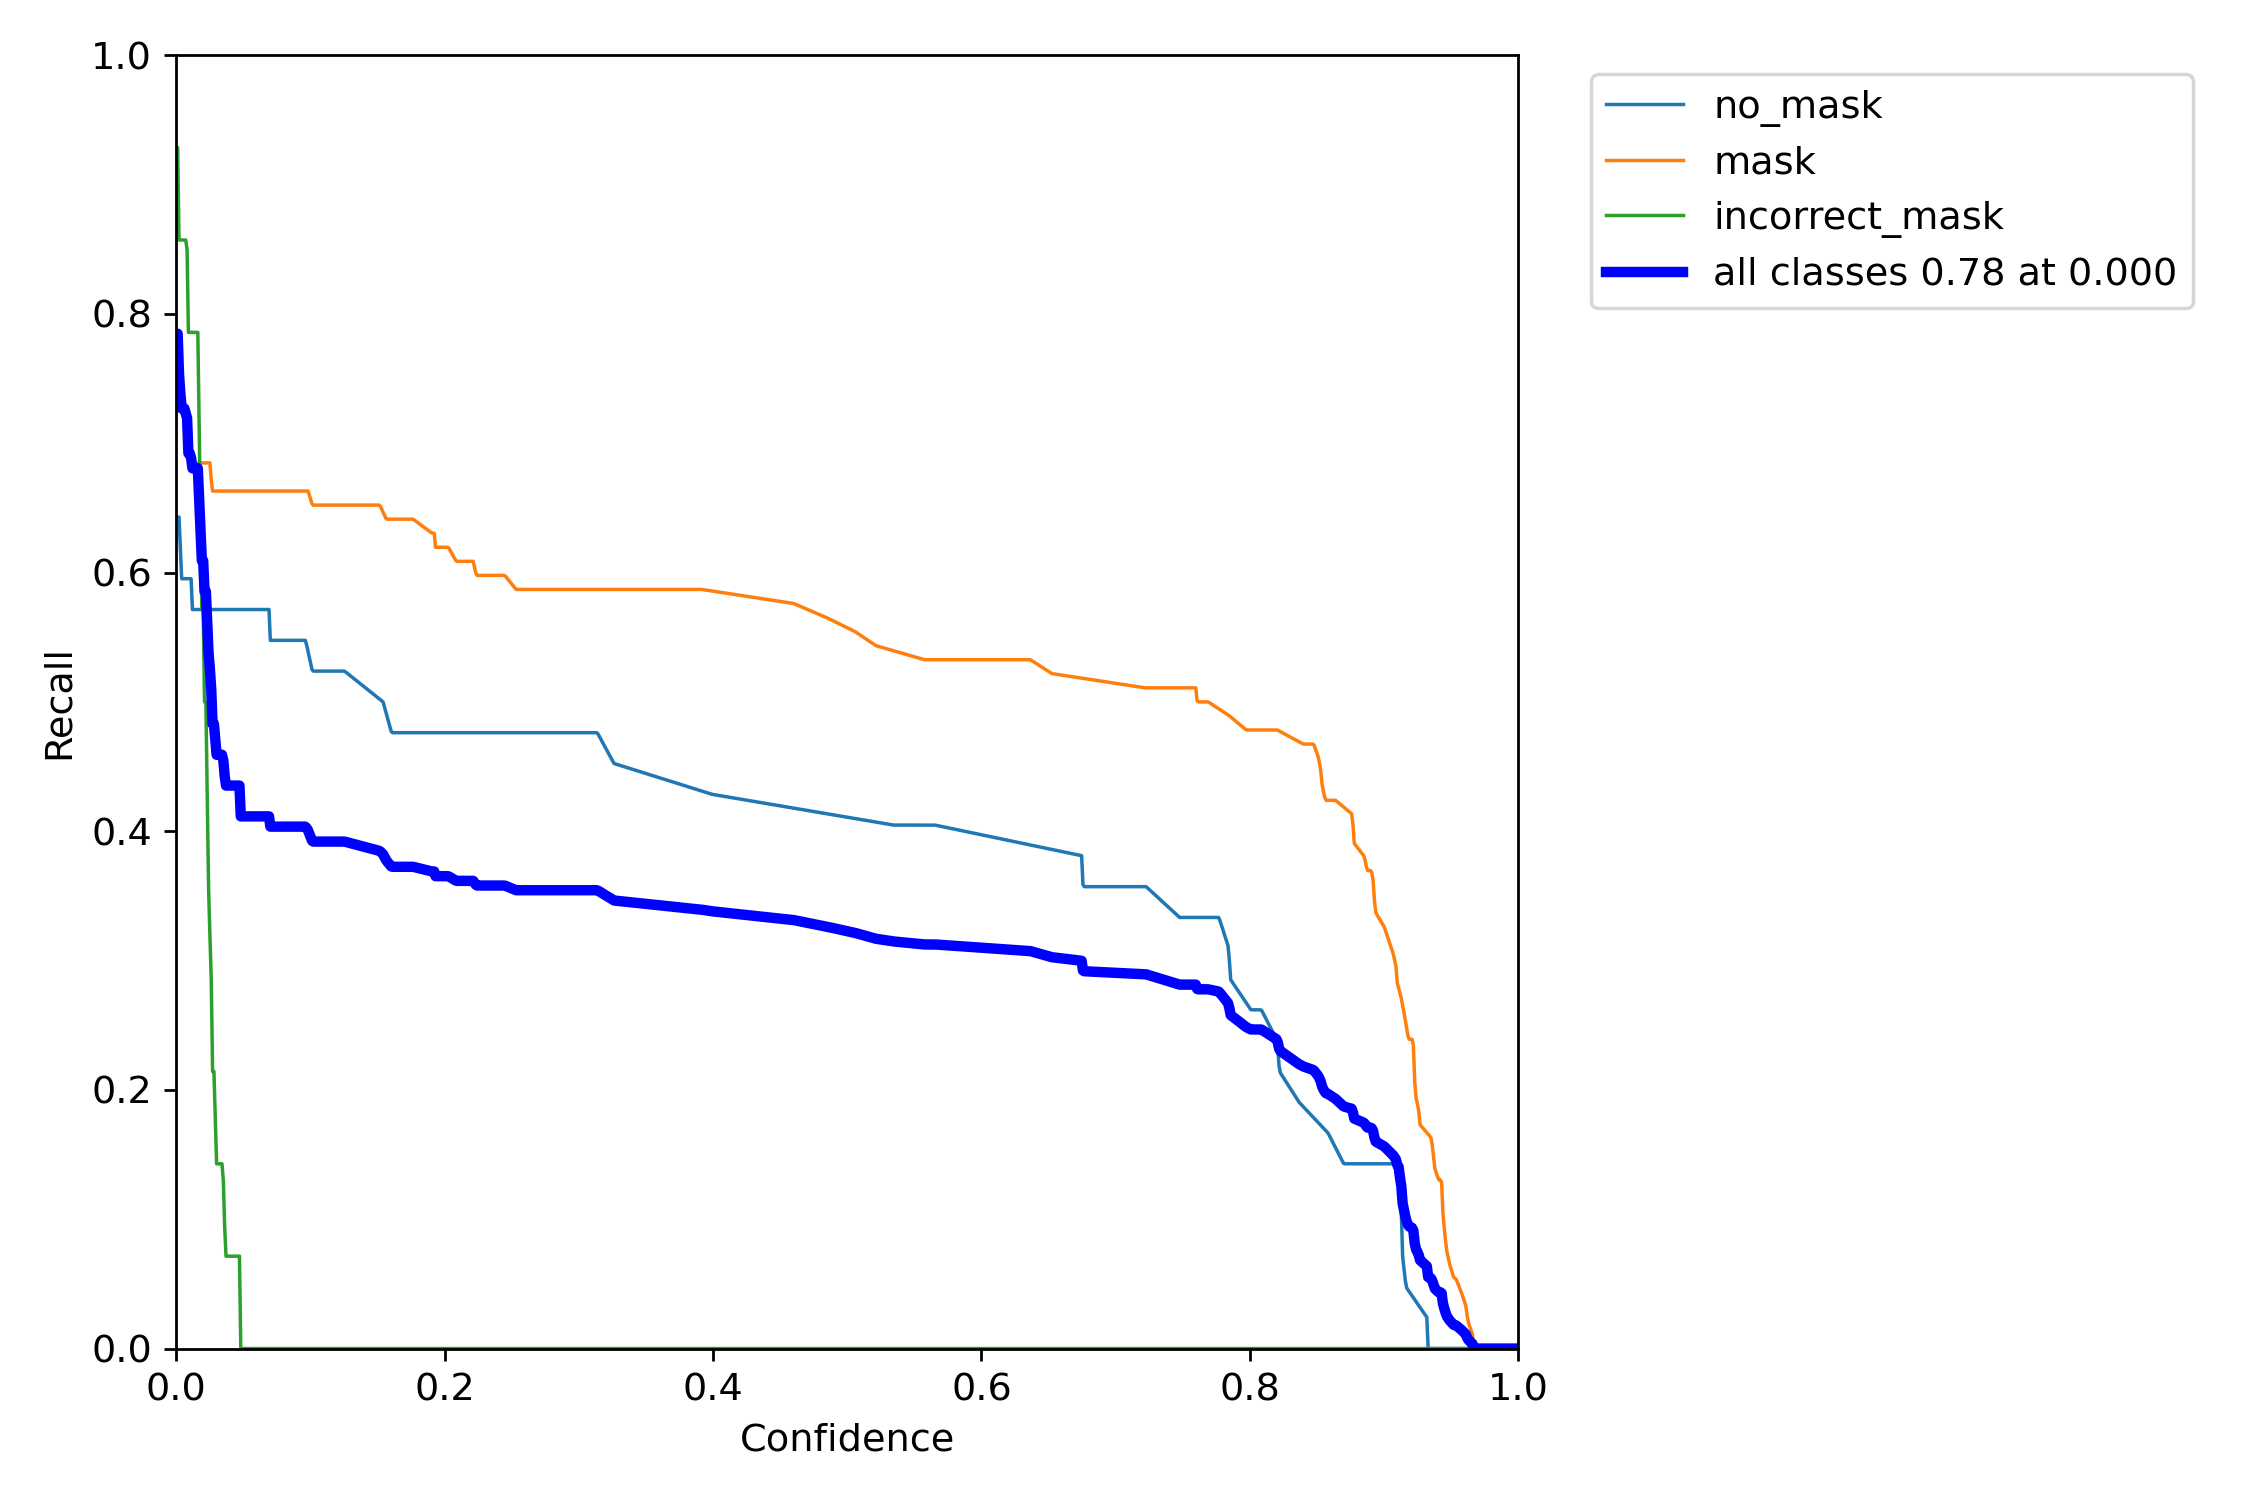 1.0
0.8
0.6
0.4
0.2
0.0
Recall
0.0 0.2 0.4 0.6 0.8 1.0
Confidence
no_mask
mask
incorrect_mask
all classes 0.78 at 0.000